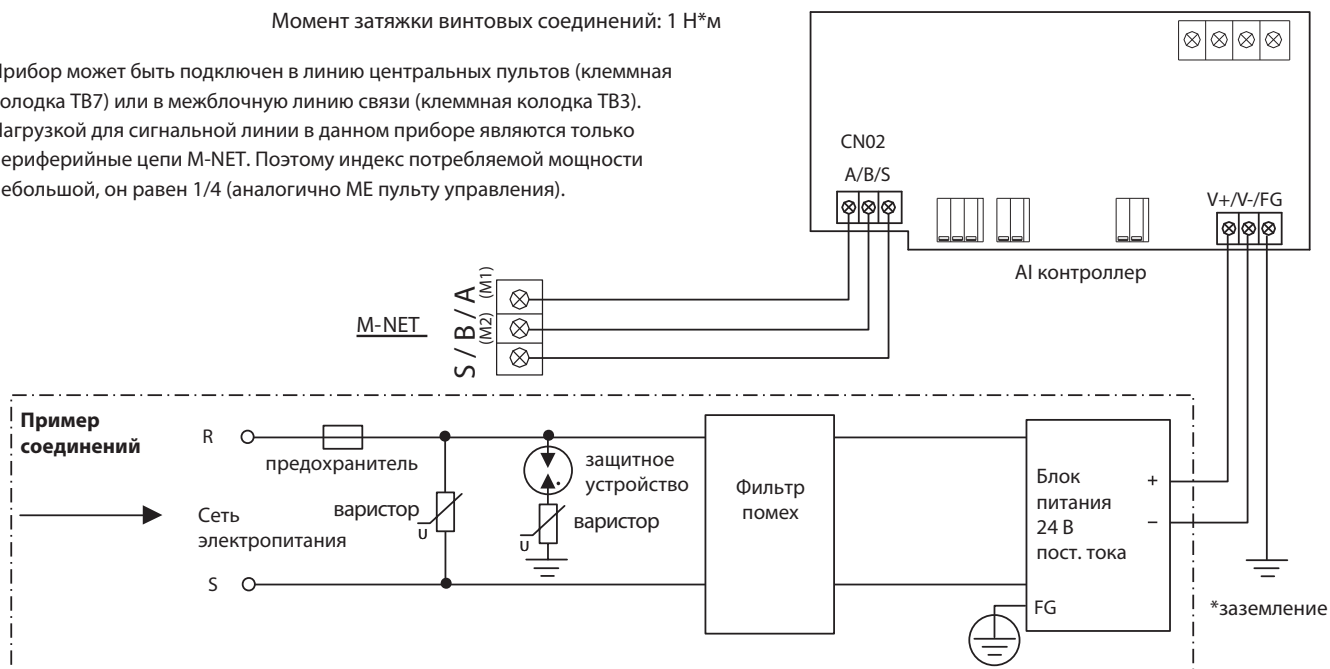 Момент затяжки винтовых соединений: 1 Н*м
прибор может быть подключен в линию центральных пультов (клеммная
колодка TB7) или в межблочную линию связи (клеммная колодка TB3).
нагрузкой для сигнальной линии в данном приборе являются только
периферийные цепи M-NET. Поэтому индекс потребляемой мощности
небольшой, он равен 1/4 (аналогично ME пульту управления).
CN02
A/B/S
V+/V-/FG
AI контроллер
M-NET
S / B / A
(M2) (M1)
Пример
соединений
R
предохранитель
защитное
устройство
варистор
U
варистор
U
Сеть
электропитания
S
Фильтр
помех
Блок
питания
24 В
пост. тока
+
−
FG
*заземление